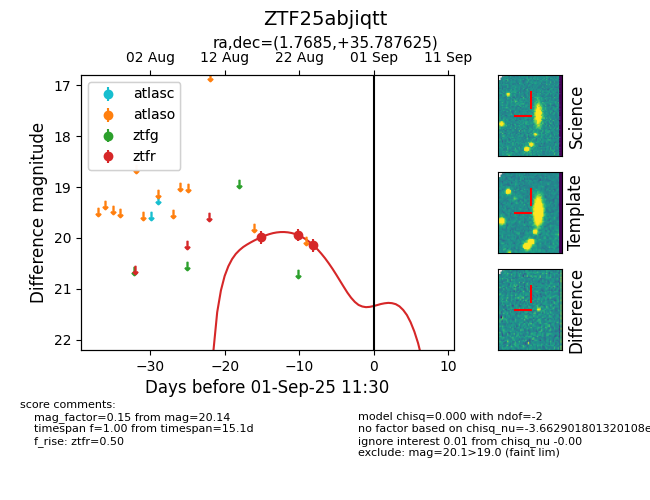 ZTF25abjiqtt
ra,dec=(1.7685,+35.787625)
02 Aug 12 Aug 22 Aug 01 Sep 11 Sep
atlasc
atlaso
ztfg
ztfr
17
18
19
20
21
22
Difference magnitude
−30 −20 −10 0 10
Days before 01-Sep-25 11:30
Science
Template
Difference
score comments:
mag_factor=0.15 from mag=20.14
timespan f=1.00 from timespan=15.1d
f_rise: ztfr=0.50
model chisq=0.000 with ndof=-2
no factor based on chisq_nu=-3.662901801320108e
ignore interest 0.01 from chisq_nu -0.00
exclude: mag=20.1>19.0 (faint lim)